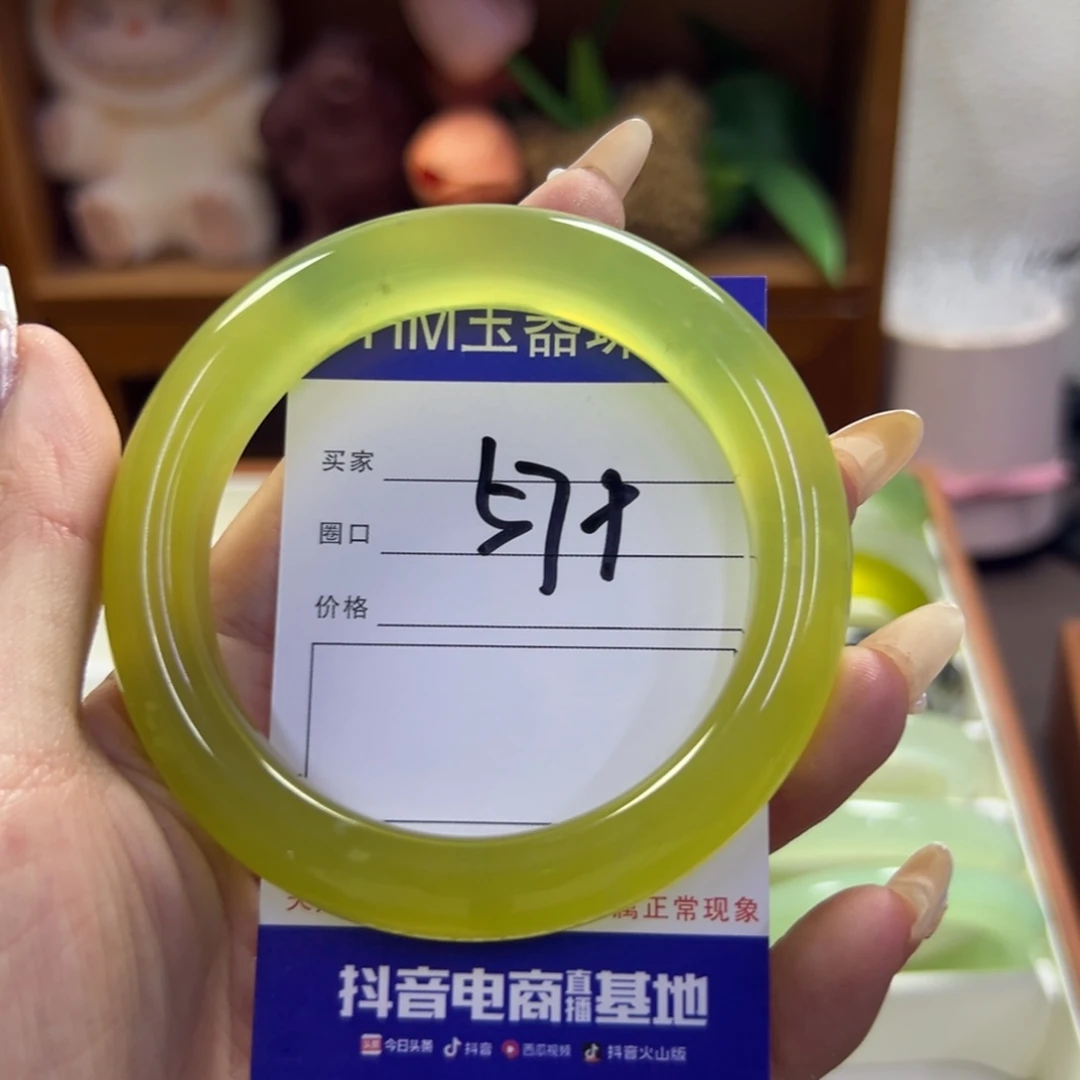 玉器
买家
57+
圈口
价格
属正常现象
抖音电商直播基地
今日头条 抖音 西瓜视频 抖音火山版